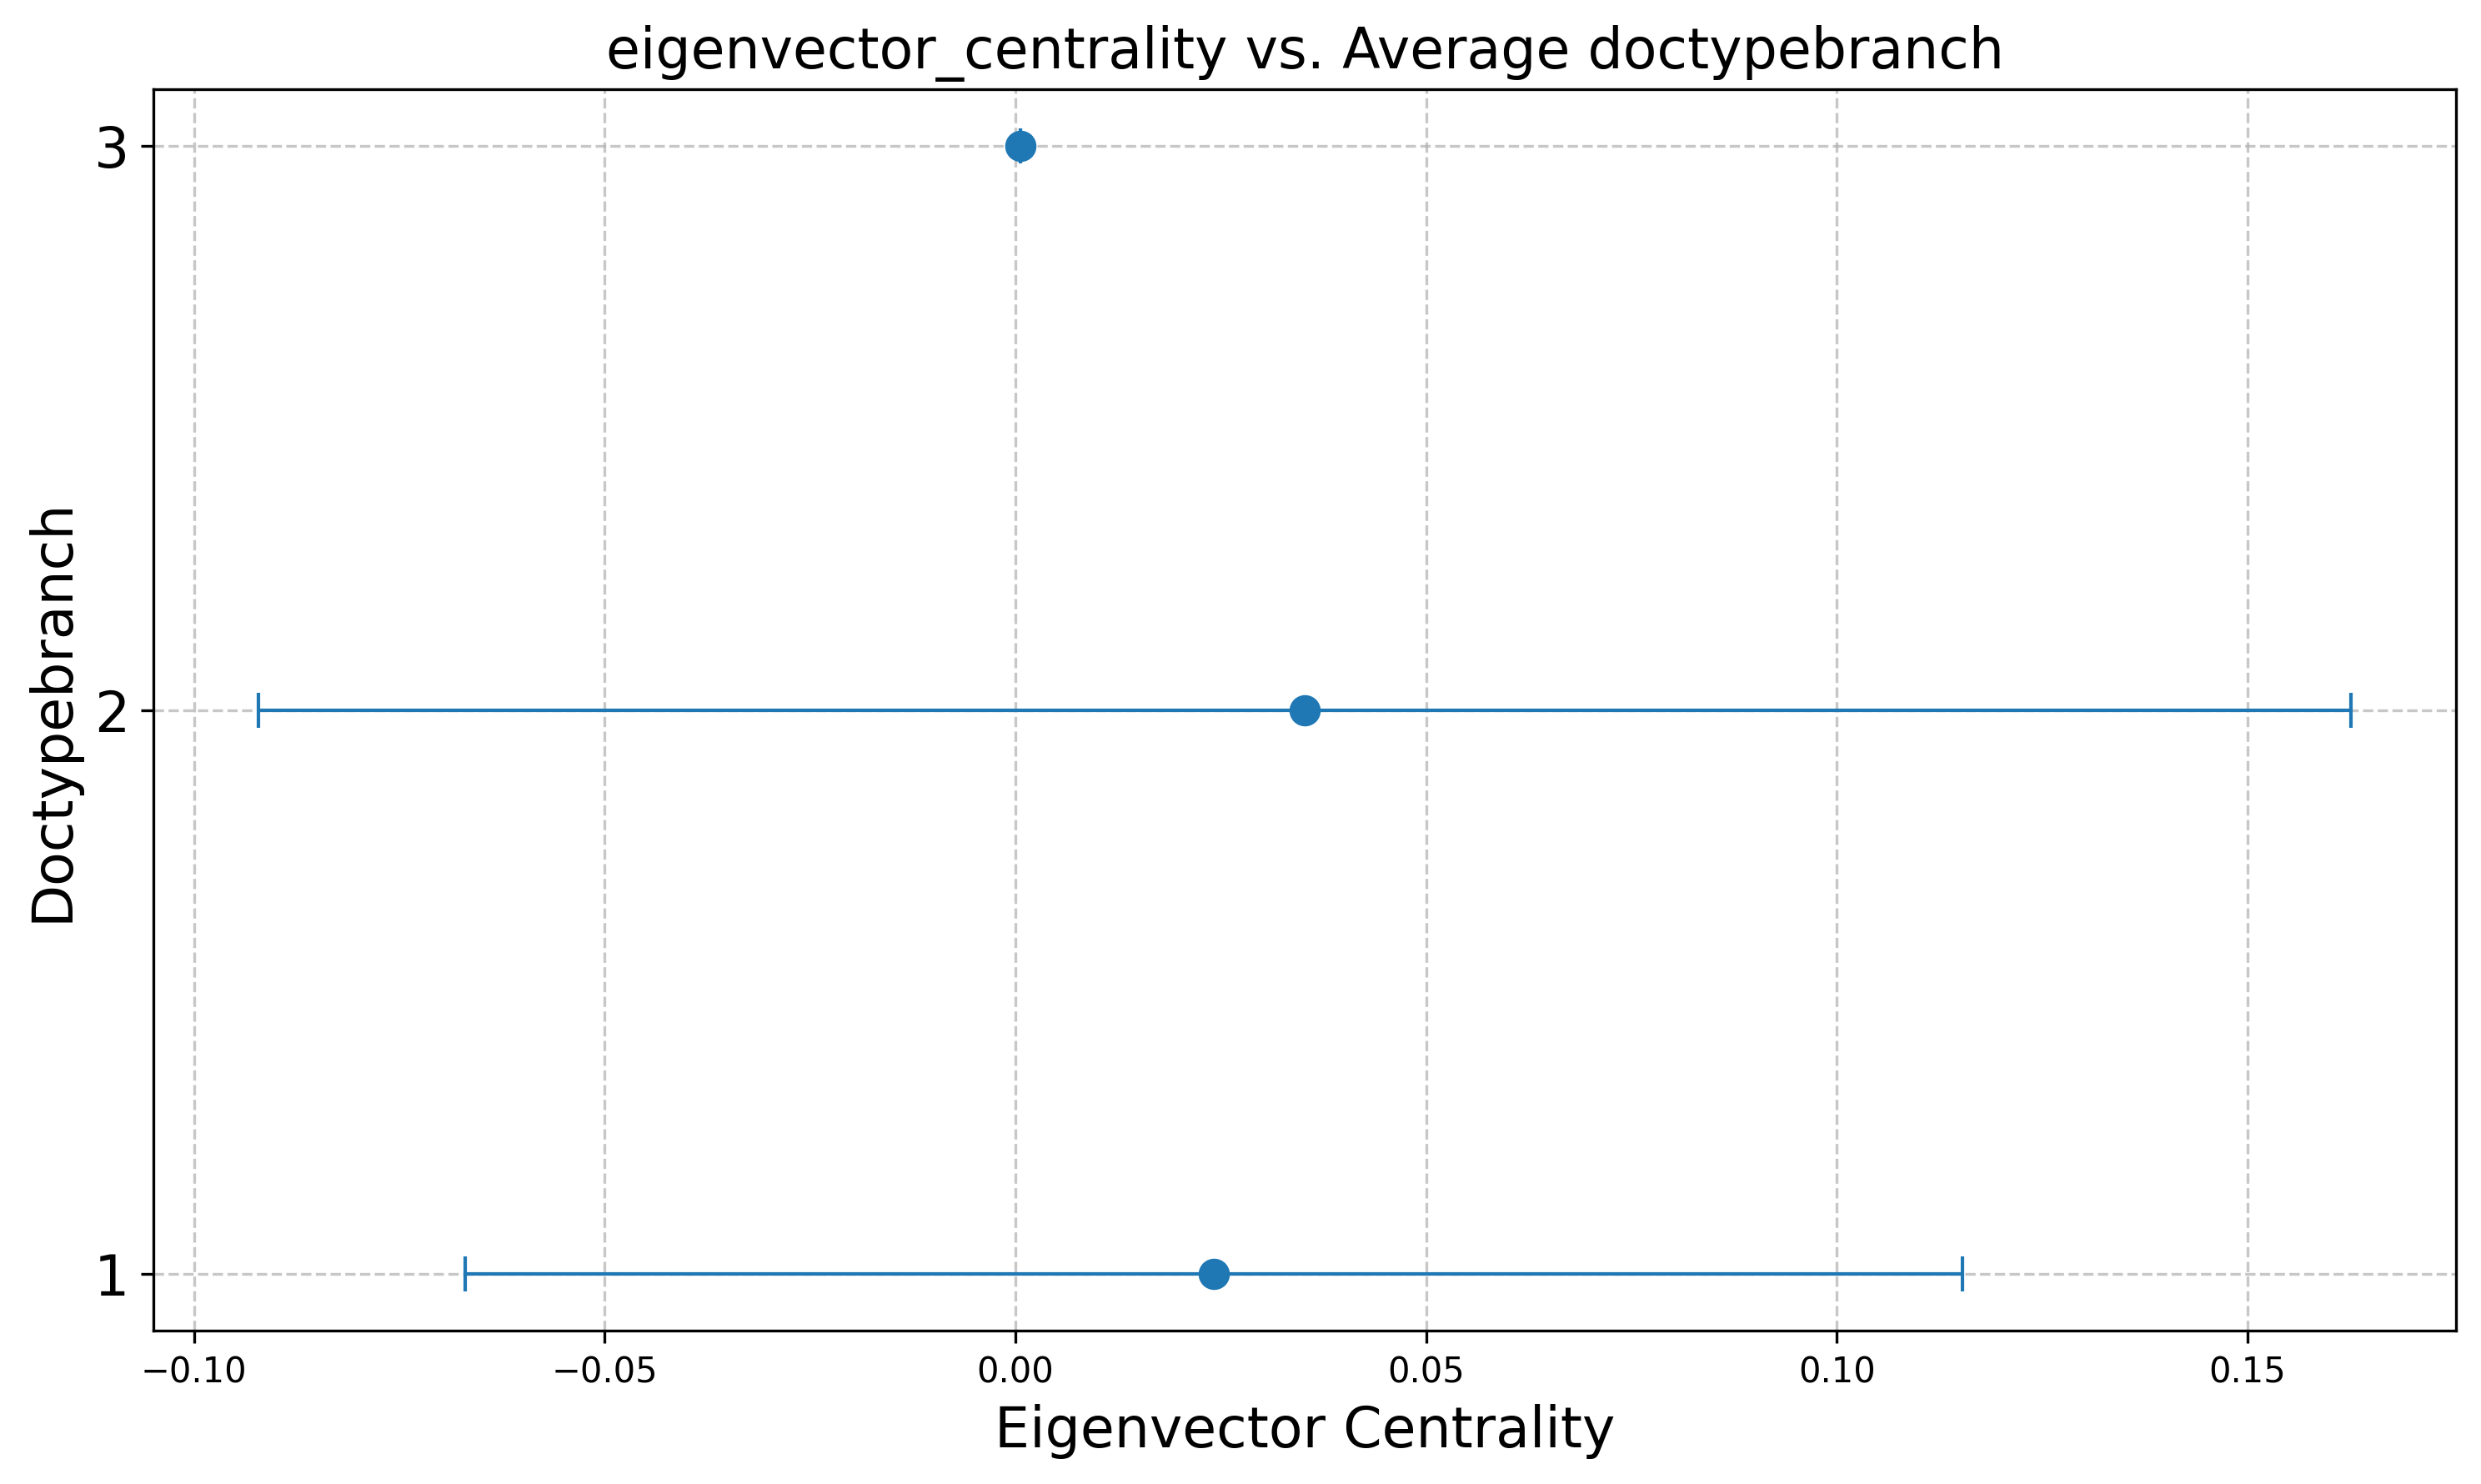 eigenvector_centrality vs. Average doctypebranch
3
2
1
Doctypebranch
−0.10 −0.05 0.00 0.05 0.10 0.15
Eigenvector Centrality